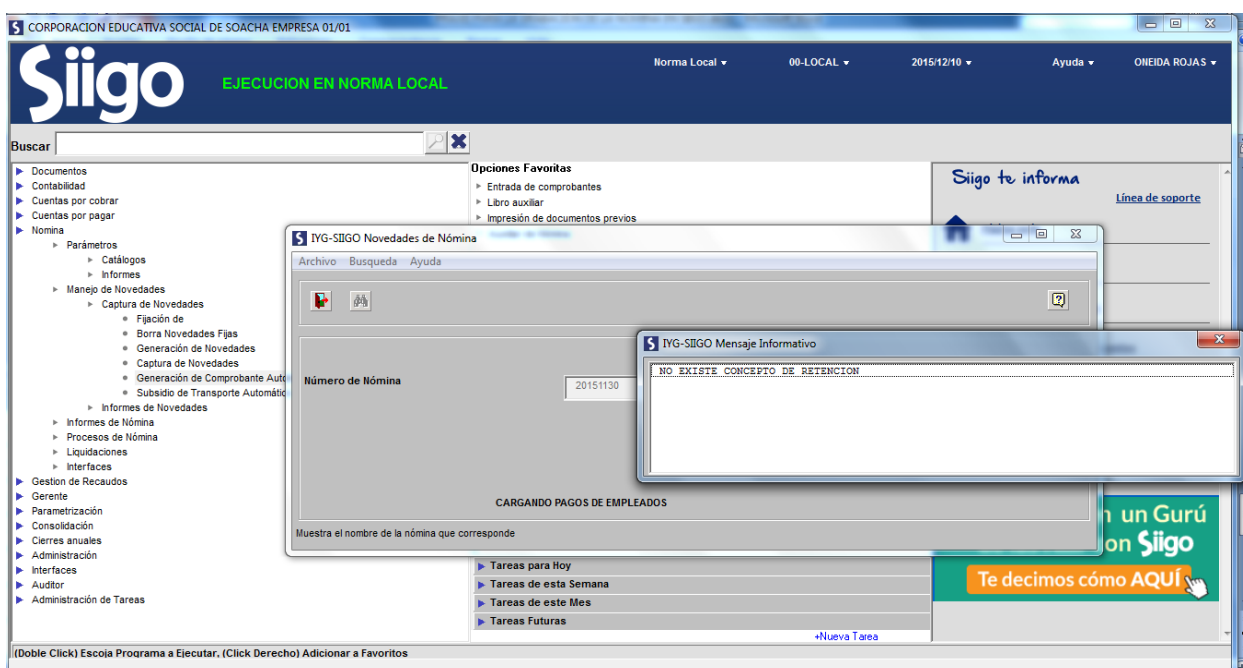 CORPORACION EDUCATIVA SOCIAL DE SOACHA EMPRESA 01/01
Siigo
EJECUCION EN NORMA LOCAL
Norma Local
00-LOCAL
2015/12/10
Ayuda
ONEIDA ROJAS
Buscar
Documentos
Contabilidad
Cuentas por cobrar
Cuentas por pagar
Nomina
Parámetros
Catálogos
Informes
Manejo de Novedades
Captura de Novedades
Fijación de
Borra Novedades Fijas
Generación de Novedades
Captura de Novedades
Generación de Comprobante Auto
Subsidio de Transporte Automátic
Informes de Novedades
Informes de Nómina
Procesos de Nómina
Liquidaciones
Interfaces
Gestion de Recaudos
Gerente
Parametrización
Consolidación
Cierres anuales
Administración
Interfaces
Auditor
Administración de Tareas
Opciones Favoritas
Entrada de comprobantes
Libro auxiliar
Impresión de documentos previos
Siigo te informa
Línea de soporte
IYG-SIIGO Novedades de Nómina
Archivo Busqueda Ayuda
Número de Nómina
20151130
CARGANDO PAGOS DE EMPLEADOS
Muestra el nombre de la nómina que corresponde
IYG-SIIGO Mensaje Informativo
NO EXISTE CONCEPTO DE RETENCION
Tareas para Hoy
Tareas de esta Semana
Tareas de este Mes
Tareas Futuras
+Nueva Tarea
un Gurú
on Siigo
Te decimos cómo AQUÍ
(Doble Click) Escoja Programa a Ejecutar, (Click Derecho) Adicionar a Favoritos